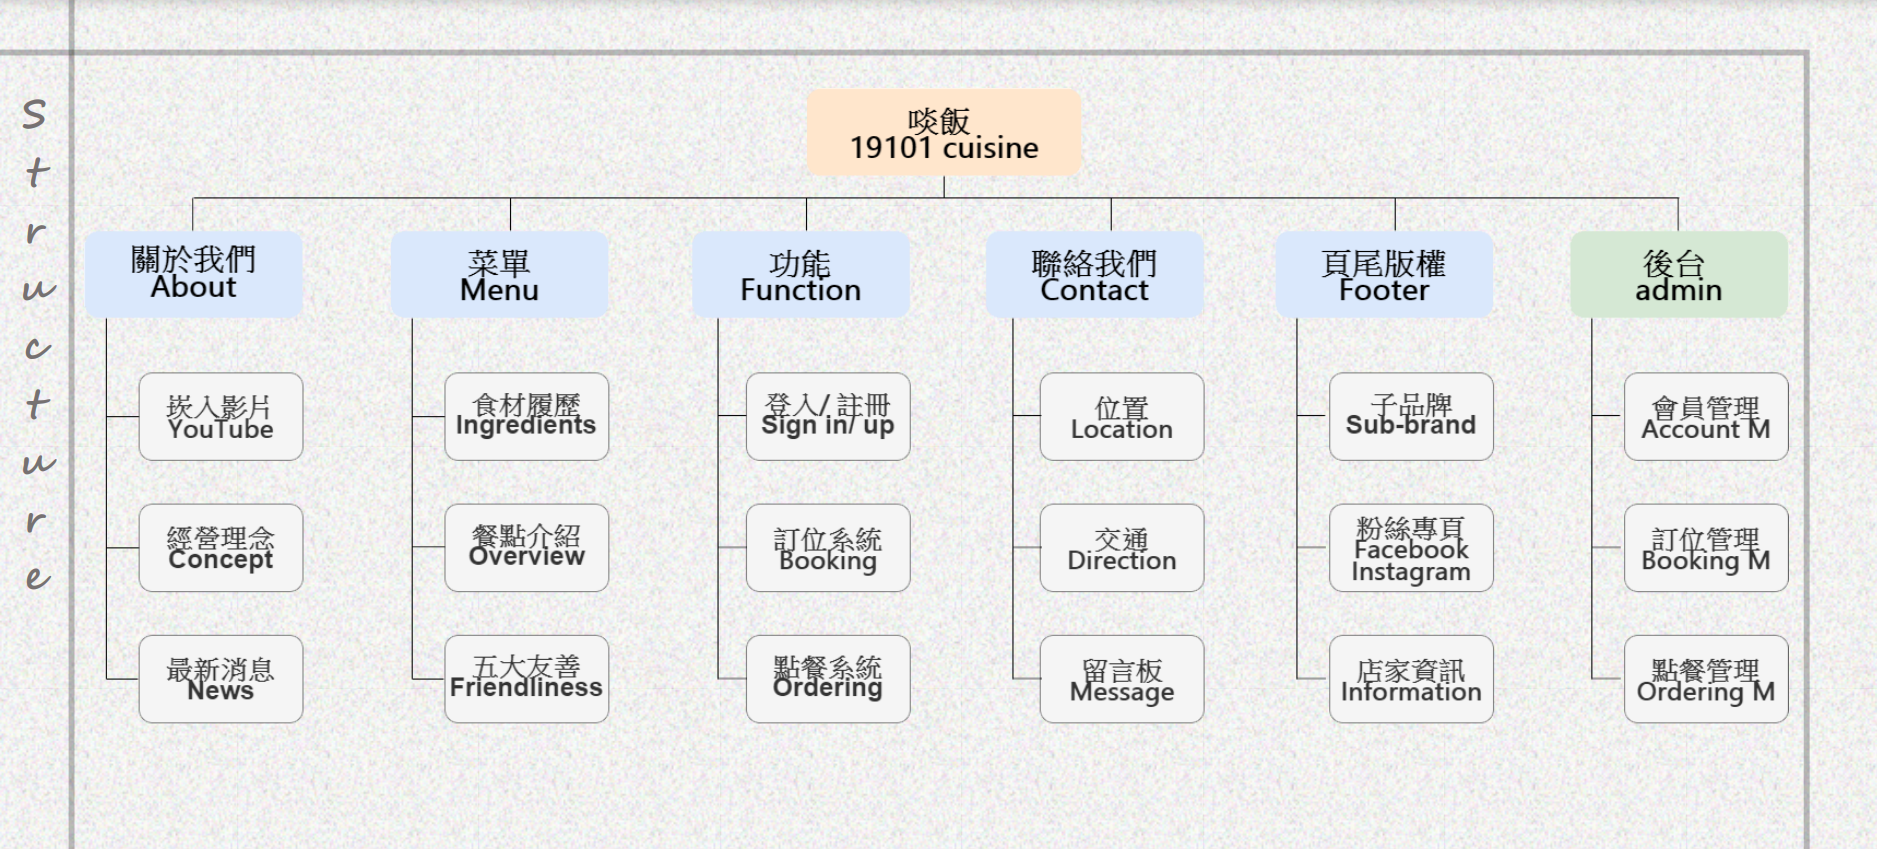 Structure
啖飯
19101 cuisine
關於我們
About
菜單
Menu
功能
Function
聯絡我們
Contact
頁尾版權
Footer
後台
admin
崁入影片
YouTube
食材履歷
Ingredients
登入/ 註冊
Sign in/ up
位置
Location
子品牌
Sub-brand
會員管理
Account M
經營理念
Concept
餐點介紹
Overview
訂位系統
Booking
交通
Direction
粉絲專頁
Facebook
Instagram
訂位管理
Booking M
最新消息
News
五大友善
Friendliness
點餐系統
Ordering
留言板
Message
店家資訊
Information
點餐管理
Ordering M